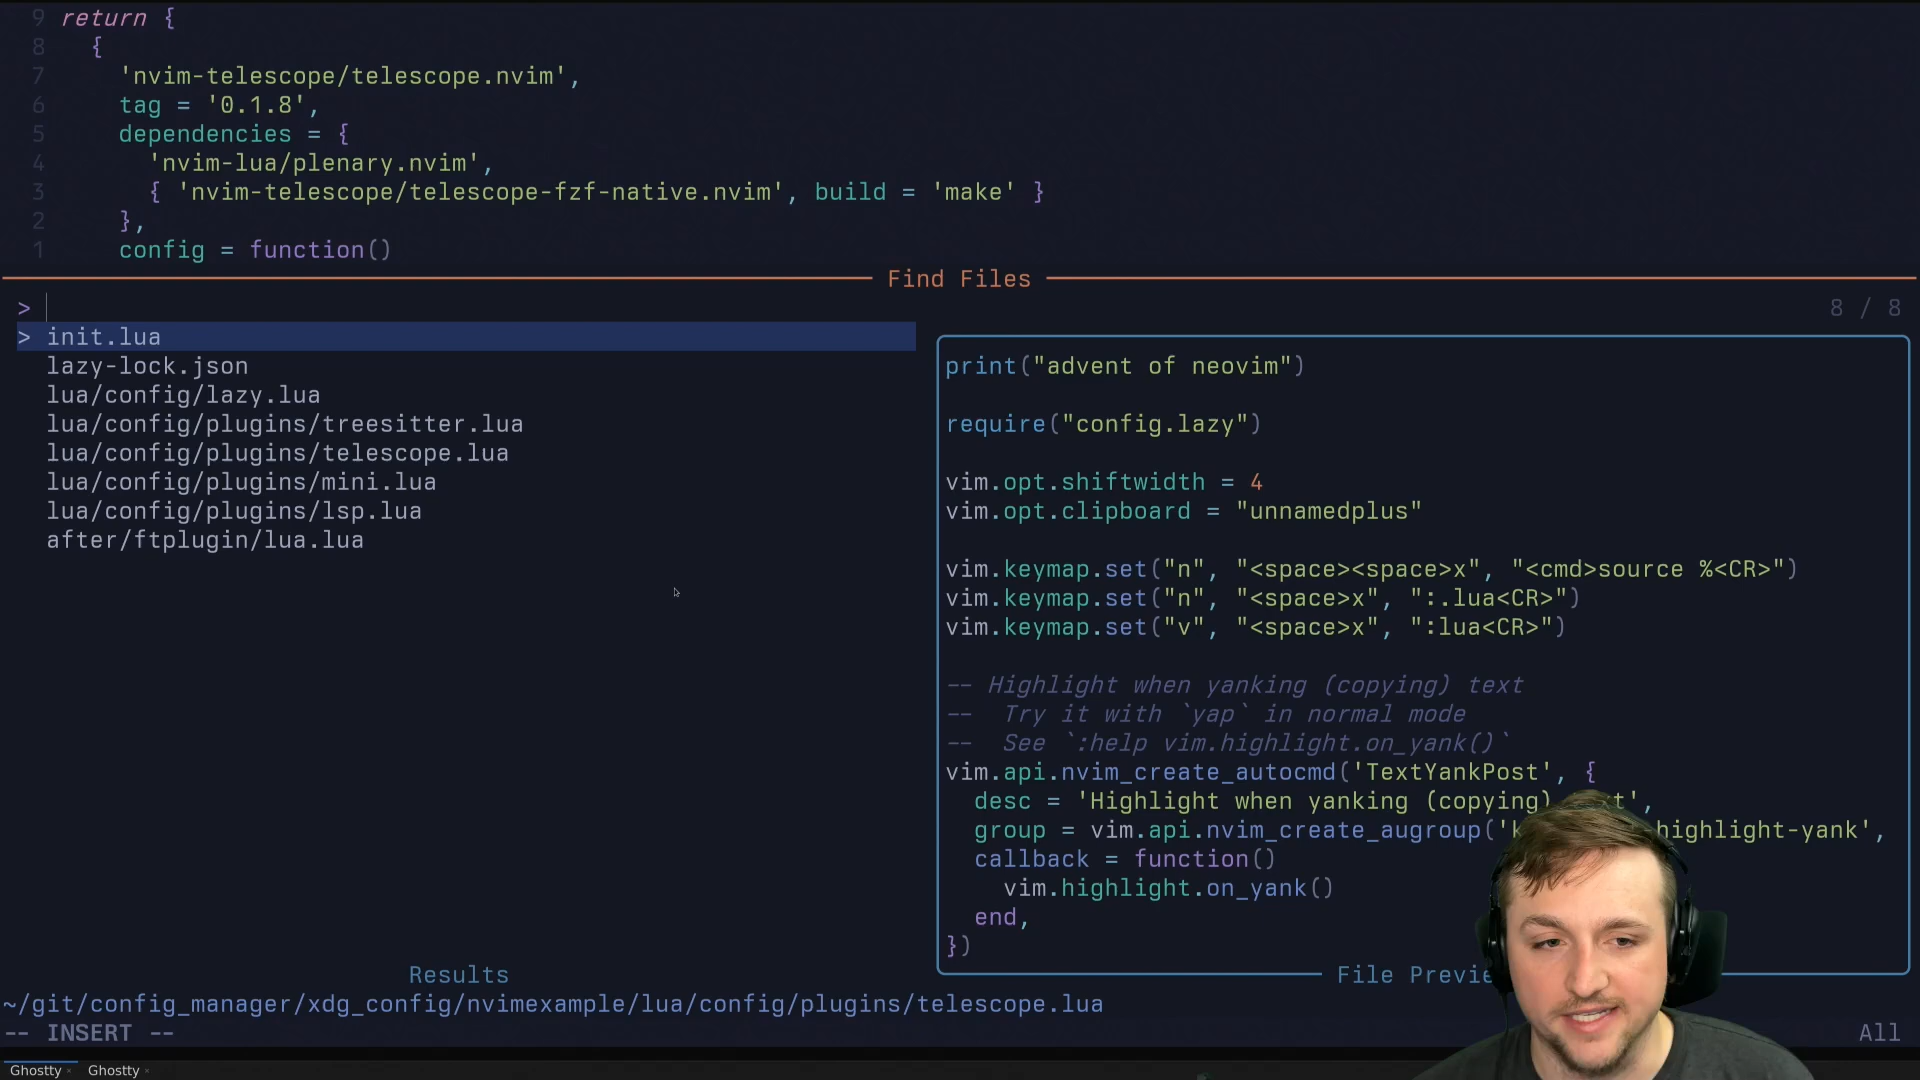 9 return {
8 {
7 'nvim-telescope/telescope.nvim',
6 tag = '0.1.8',
5 dependencies = {
4 'nvim-lua/plenary.nvim',
3 { 'nvim-telescope/telescope-fzf-native.nvim', build = 'make' }
2 },
1 config = function()
Find Files
>
8 / 8
> init.lua
lazy-lock.json
lua/config/lazy.lua
lua/config/plugins/treesitter.lua
lua/config/plugins/telescope.lua
lua/config/plugins/mini.lua
lua/config/plugins/lsp.lua
after/ftplugin/lua.lua
Results
print("advent of neovim")
require("config.lazy")
vim.opt.shiftwidth = 4
vim.opt.clipboard = "unnamedplus"
vim.keymap.set("n", "<space><space>x", "<cmd>source %<CR>")
vim.keymap.set("n", "<space>x", ":.lua<CR>")
vim.keymap.set("v", "<space>x", ":lua<CR>")
-- Highlight when yanking (copying) text
--  Try it with `yap` in normal mode
--  See `:help vim.highlight.on_yank()`
vim.api.nvim_create_autocmd('TextYankPost', {
desc = 'Highlight when yanking (copying)
group = vim.api.nvim_create_augroup(' highlight-yank',
callback = function()
vim.highlight.on_yank()
end,
})
File
~/git/config_manager/xdg_config/nvimexample/lua/config/plugins/telescope.lua
-- INSERT --
All
Ghostty
Ghostty